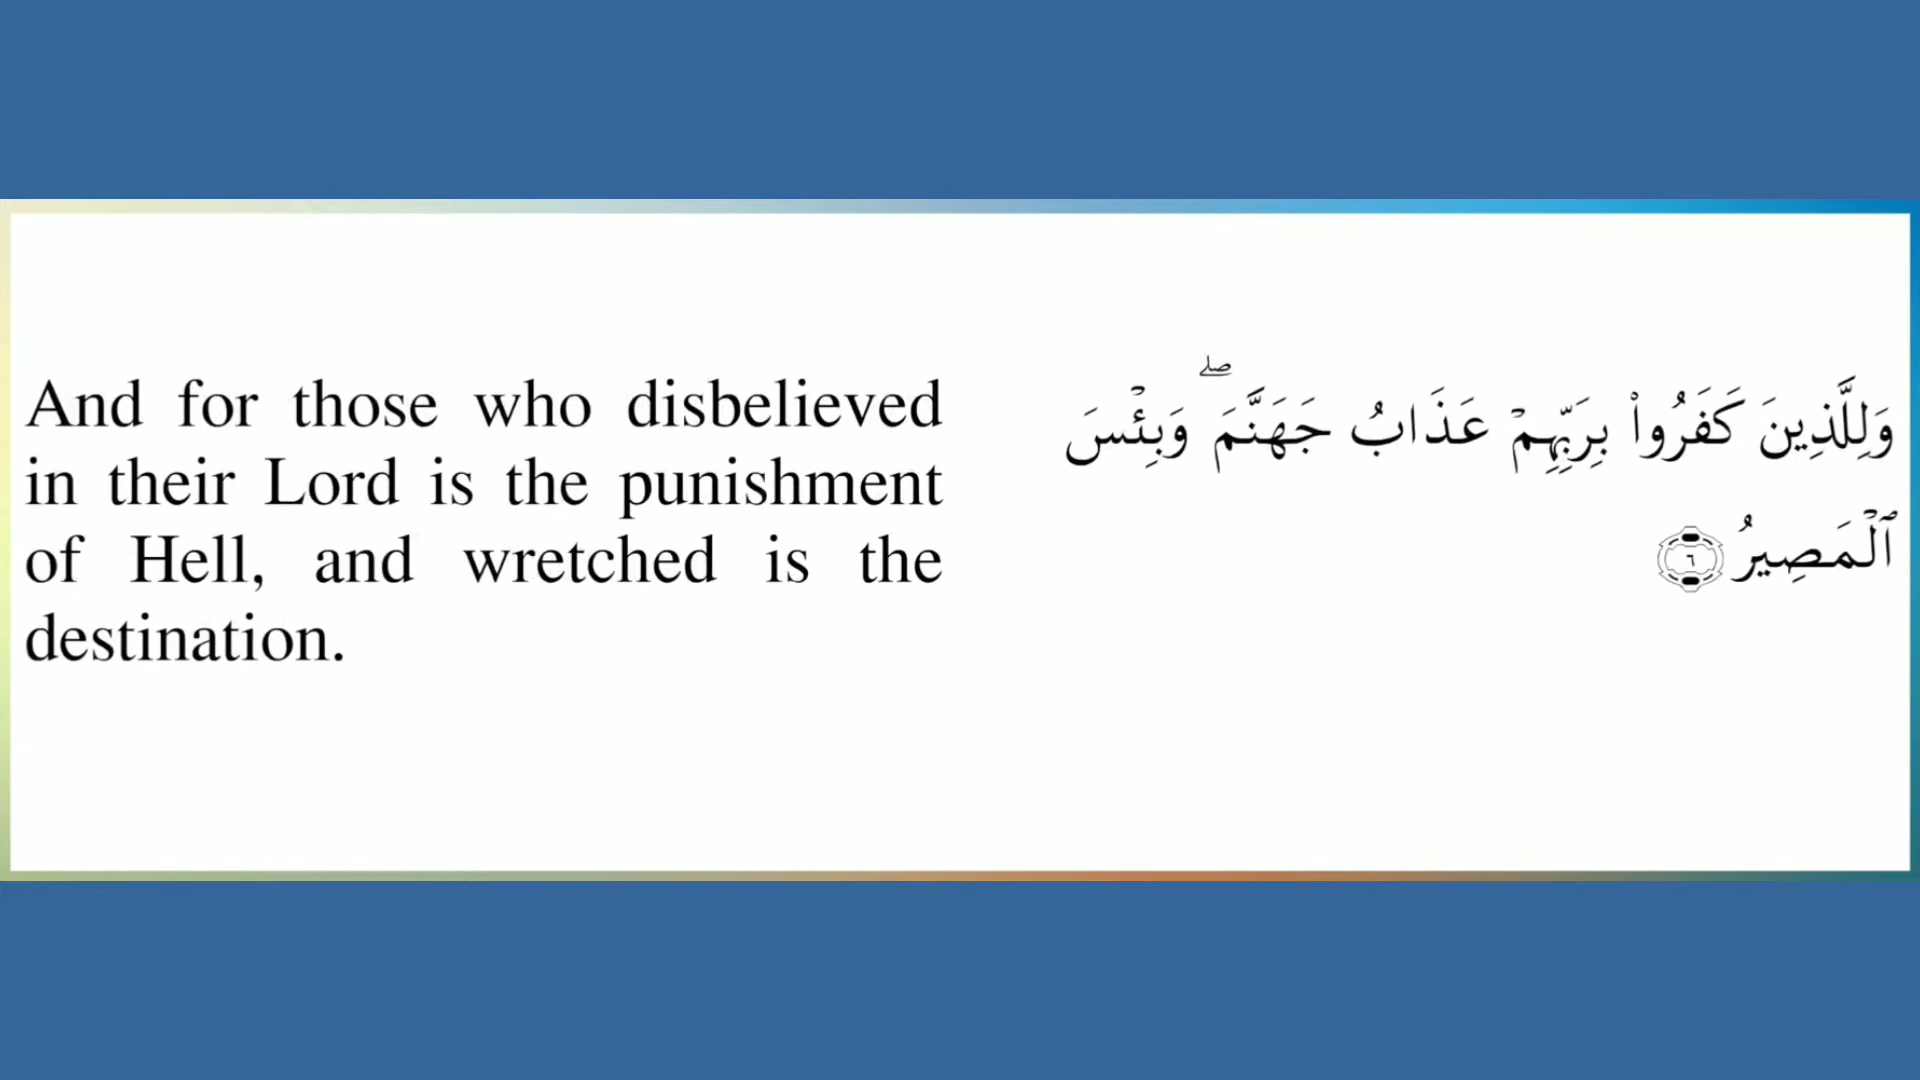 And for those who disbelieved
in their Lord is the punishment
of Hell, and wretched is the
destination.
وَلِلَّذِينَ كَفَرُوا۟ بِرَبِّهِمْ عَذَابُ جَهَنَّمَ ۖ وَبِئْسَ
ٱلْمَصِيرُ ٦